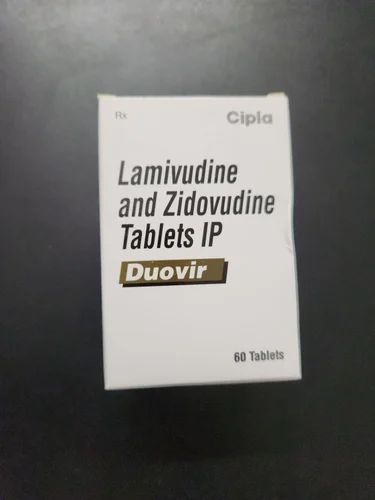 Rx
Cipla
Lamivudine
and Zidovudine
Tablets IP
Duovir
60 Tablets